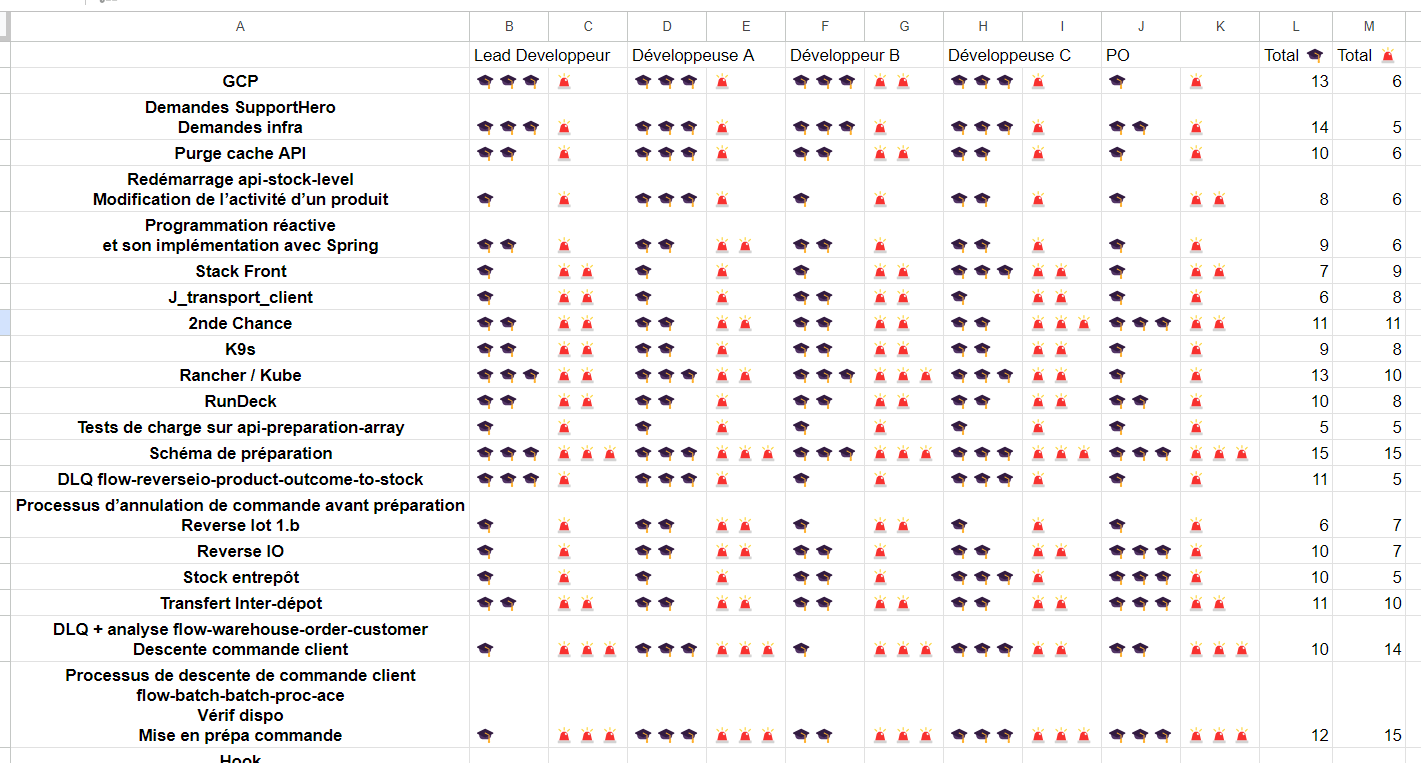 A B C D E F G H I J K L M
Lead Developpeur Développeuse A Développeur B Développeuse C PO Total 🎓 Total 🚨
GCP 🎓🎓🎓 🚨 🎓🎓🎓 🚨 🎓🎓🎓 🚨🚨 🎓🎓🎓 🚨 🎓 🚨 13 6
Demandes SupportHero
Demandes infra 🎓🎓🎓 🚨 🎓🎓🎓 🚨 🎓🎓🎓 🚨 🎓🎓🎓 🚨 🎓🎓 🚨 14 5
Purge cache API 🎓🎓 🚨 🎓🎓🎓 🚨 🎓🎓 🚨🚨 🎓🎓 🚨 🎓 🚨 10 6
Redémarrage api-stock-level
Modification de l’activité d’un produit 🎓 🚨 🎓🎓🎓 🚨 🎓 🚨 🎓🎓 🚨 🎓 🚨🚨 8 6
Programmation réactive
et son implémentation avec Spring 🎓🎓 🚨 🎓🎓 🚨🚨 🎓🎓 🚨 🎓🎓 🚨 🎓 🚨 9 6
Stack Front 🎓 🚨🚨 🎓 🚨 🎓 🚨🚨 🎓🎓🎓 🚨🚨 🎓 🚨🚨 7 9
J_transport_client 🎓 🚨🚨 🎓 🚨 🎓🎓 🚨🚨 🎓 🚨🚨 🎓 🚨 6 8
2nde Chance 🎓🎓 🚨🚨 🎓🎓 🚨🚨 🎓🎓 🚨🚨 🎓🎓 🚨🚨🚨 🎓🎓🎓 🚨🚨 11 11
K9s 🎓🎓 🚨🚨 🎓🎓 🚨 🎓🎓 🚨🚨 🎓🎓 🚨🚨 🎓 🚨 9 8
Rancher / Kube 🎓🎓🎓 🚨🚨 🎓🎓🎓 🚨🚨 🎓🎓🎓 🚨🚨🚨 🎓🎓🎓 🚨🚨 🎓 🚨 13 10
RunDeck 🎓🎓 🚨🚨 🎓🎓 🚨 🎓🎓 🚨🚨 🎓🎓 🚨🚨 🎓🎓 🚨 10 8
Tests de charge sur api-preparation-array 🎓 🚨 🎓 🚨 🎓 🚨 🎓 🚨 🎓 🚨 5 5
Schéma de préparation 🎓🎓🎓 🚨🚨🚨 🎓🎓🎓 🚨🚨🚨 🎓🎓🎓 🚨🚨🚨 🎓🎓🎓 🚨🚨🚨 🎓🎓🎓 🚨🚨🚨 15 15
DLQ flow-reverseio-product-outcome-to-stock 🎓🎓🎓 🚨 🎓🎓🎓 🚨 🎓 🚨 🎓🎓🎓 🚨 🎓 🚨 11 5
Processus d’annulation de commande avant préparation
Reverse lot 1.b 🎓 🚨 🎓🎓 🚨🚨 🎓 🚨🚨 🎓 🚨 🎓 🚨 6 7
Reverse IO 🎓 🚨 🎓🎓 🚨🚨 🎓🎓 🚨 🎓🎓 🚨🚨 🎓🎓🎓 🚨 10 7
Stock entrepôt 🎓 🚨 🎓 🚨 🎓🎓 🚨 🎓🎓🎓 🚨 🎓🎓🎓 🚨 10 5
Transfert Inter-dépot 🎓🎓 🚨🚨 🎓🎓 🚨🚨 🎓🎓 🚨🚨 🎓🎓 🚨🚨 🎓🎓🎓 🚨🚨 11 10
DLQ + analyse flow-warehouse-order-customer
Descente commande client 🎓 🚨🚨🚨 🎓🎓🎓 🚨🚨🚨 🎓 🚨🚨🚨 🎓🎓🎓 🚨🚨 🎓🎓 🚨🚨🚨 10 14
Processus de descente de commande client
flow-batch-batch-proc-ace
Vérif dispo
Mise en prépa commande 🎓 🚨🚨🚨 🎓🎓🎓 🚨🚨🚨 🎓🎓 🚨🚨🚨 🎓🎓🎓 🚨🚨🚨 🎓🎓🎓 🚨🚨🚨 12 15
Hook